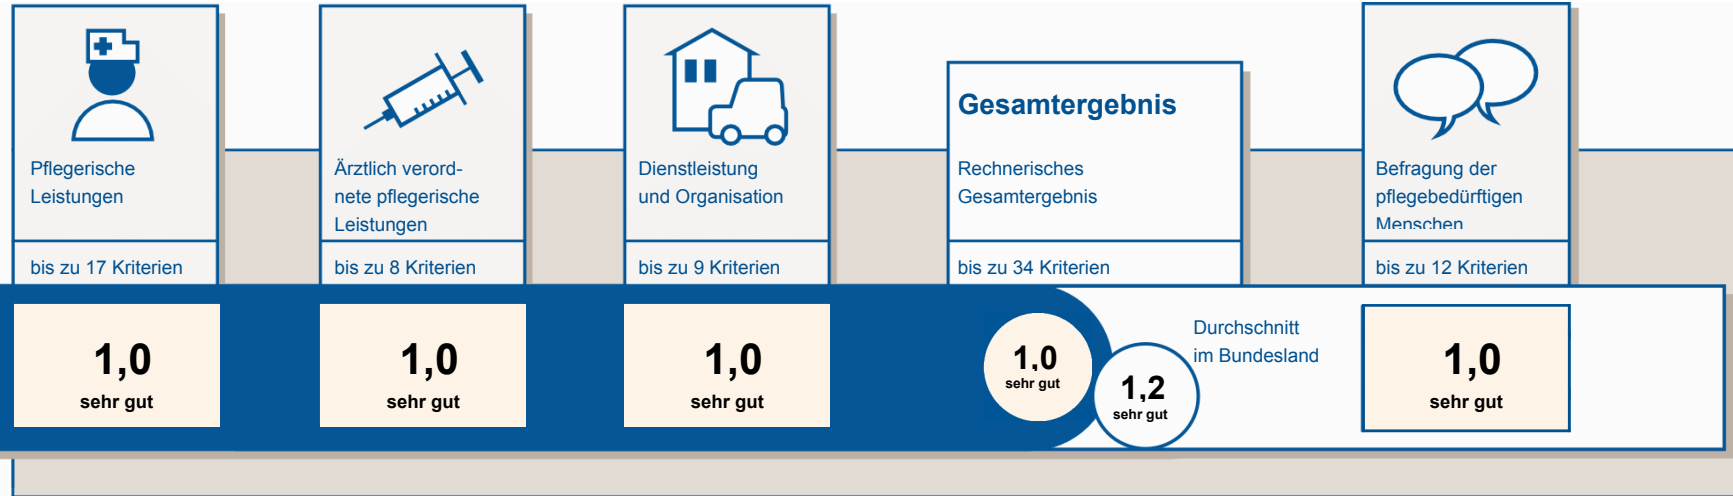 Pflegerische
Leistungen
bis zu 17 Kriterien
1,0
sehr gut
Ärztlich verord-
nete pflegerische
Leistungen
bis zu 8 Kriterien
1,0
sehr gut
Dienstleistung
und Organisation
bis zu 9 Kriterien
1,0
sehr gut
Gesamtergebnis
Rechnerisches
Gesamtergebnis
bis zu 34 Kriterien
1,0
sehr gut
1,2
sehr gut
Durchschnitt
im Bundesland
Befragung der
pflegebedürftigen
Menschen
bis zu 12 Kriterien
1,0
sehr gut